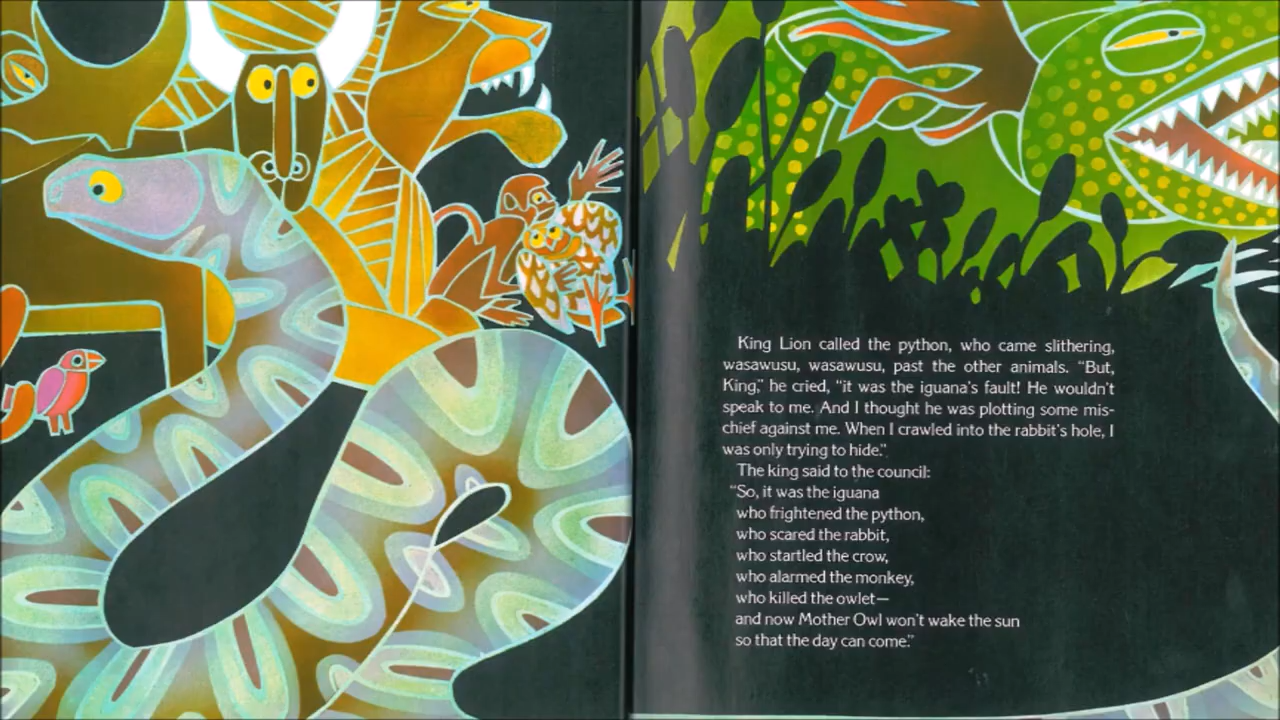 King Lion called the python, who came slithering,
wasawusu, wasawusu, past the other animals. “But,
King,” he cried, “it was the iguana’s fault! He wouldn’t
speak to me. And I thought he was plotting some mis-
chief against me. When I crawled into the rabbit’s hole, I
was only trying to hide.”
The king said to the council:
“So, it was the iguana
who frightened the python,
who scared the rabbit,
who startled the crow,
who alarmed the monkey,
who killed the owlet—
and now Mother Owl won’t wake the sun
so that the day can come.”